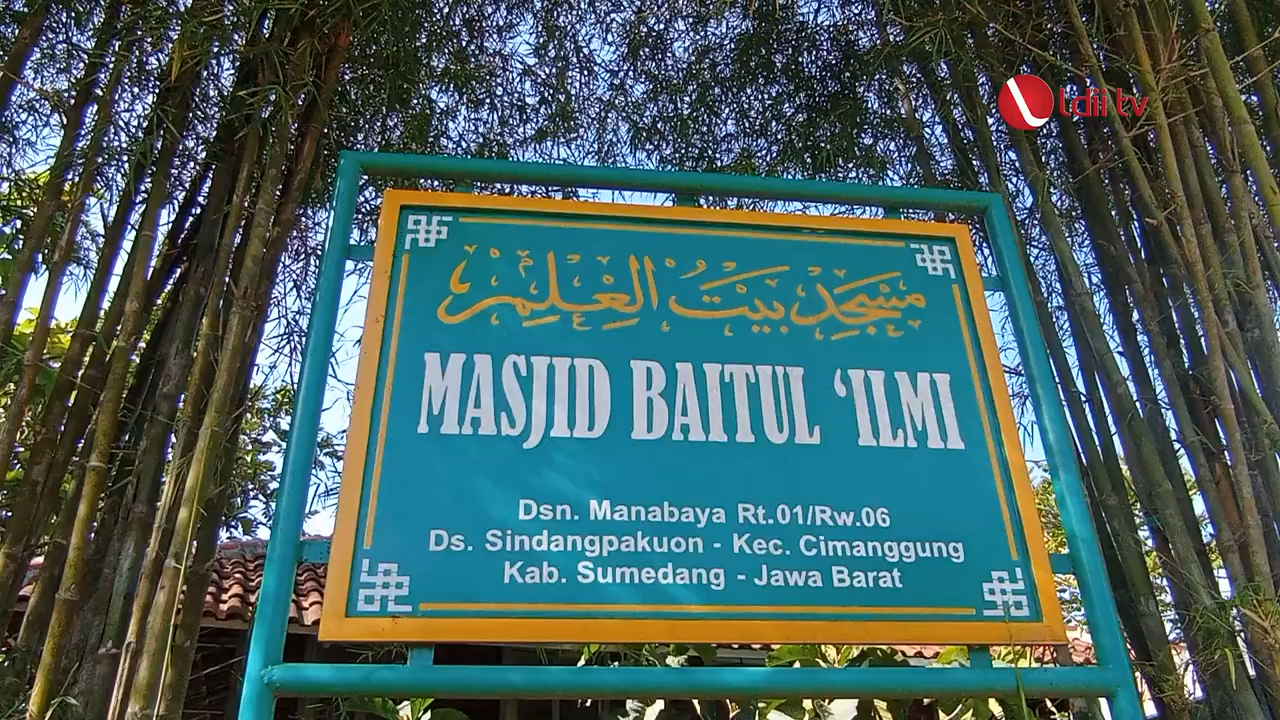 ldii tv
مسجد بيت العلم
MASJID BAITUL ‘ILMI
Dsn. Manabaya Rt.01/Rw.06
Ds. Sindangpakuon - Kec. Cimanggung
Kab. Sumedang - Jawa Barat